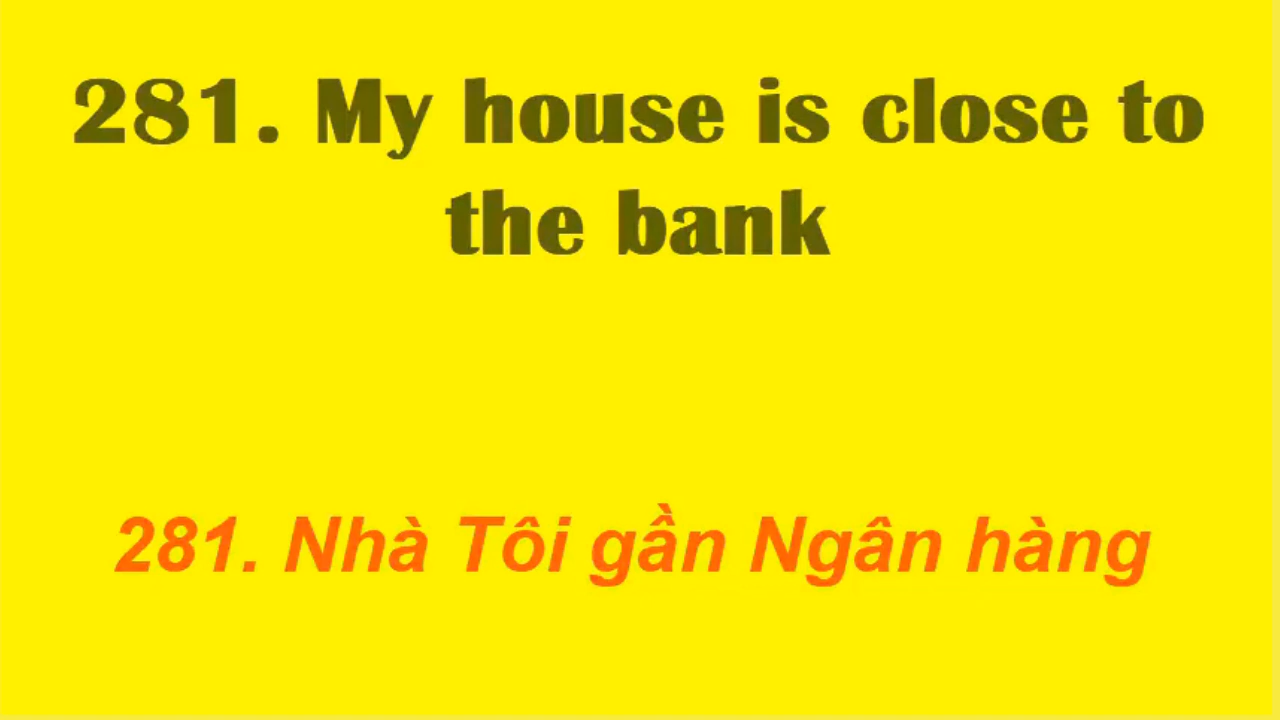 281. My house is close to
the bank
281. Nhà Tôi gần Ngân hàng